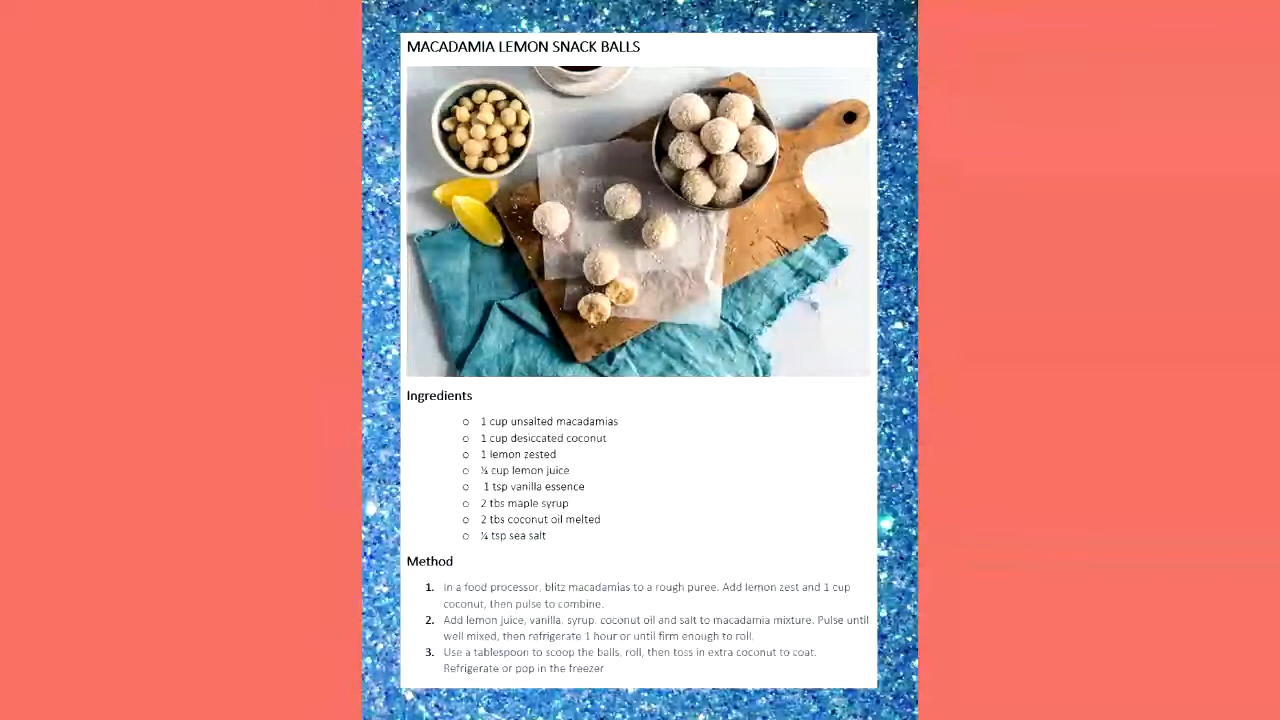 MACADAMIA LEMON SNACK BALLS
Ingredients
o 1 cup unsalted macadamias
o 1 cup desiccated coconut
o 1 lemon zested
o ¼ cup lemon juice
o 1 tsp vanilla essence
o 2 tbs maple syrup
o 2 tbs coconut oil melted
o ¼ tsp sea salt
Method
1. In a food processor, blitz macadamias to a rough puree. Add lemon zest and 1 cup
coconut, then pulse to combine.
2. Add lemon juice, vanilla, syrup, coconut oil and salt to macadamia mixture. Pulse until
well mixed, then refrigerate 1 hour or until firm enough to roll.
3. Use a tablespoon to scoop the balls, roll, then toss in extra coconut to coat.
Refrigerate or pop in the freezer